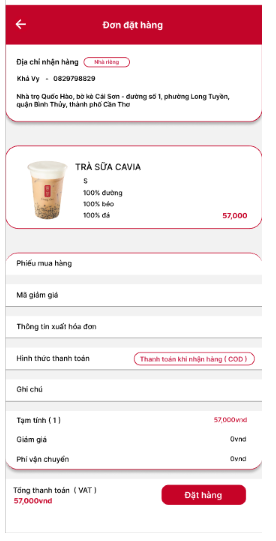 Đơn đặt hàng
Địa chỉ nhận hàng Nhà riêng
Khả Vy - 0829798829
Nhà trọ Quốc Hào, bờ kè Cái Sơn - đường số 1, phường Long Tuyền,
quận Bình Thủy, thành phố Cần Thơ
TRÀ SỮA CAVIA
S
100% đường
100% béo
100% đá 57,000
Phiếu mua hàng
Mã giảm giá
Thông tin xuất hóa đơn
Hình thức thanh toán Thanh toán khi nhận hàng ( COD )
Ghi chú
Tạm tính ( 1 ) 57,000vnd
Giảm giá 0vnd
Phí vận chuyển 0vnd
Tổng thanh toán ( VAT )
57,000vnd Đặt hàng